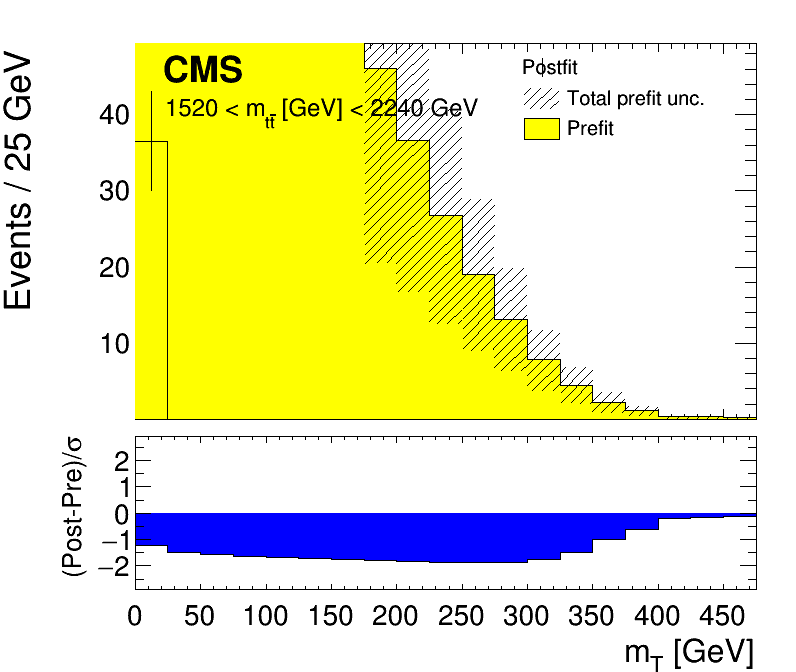 CMS
1520 < m_tt̄ [GeV] < 2240 GeV
Postfit
Total prefit unc.
Prefit
Events / 25 GeV
40
30
20
10
(Post-Pre)/σ
2
1
0
−1
−2
0 50 100 150 200 250 300 350 400 450
m_T [GeV]